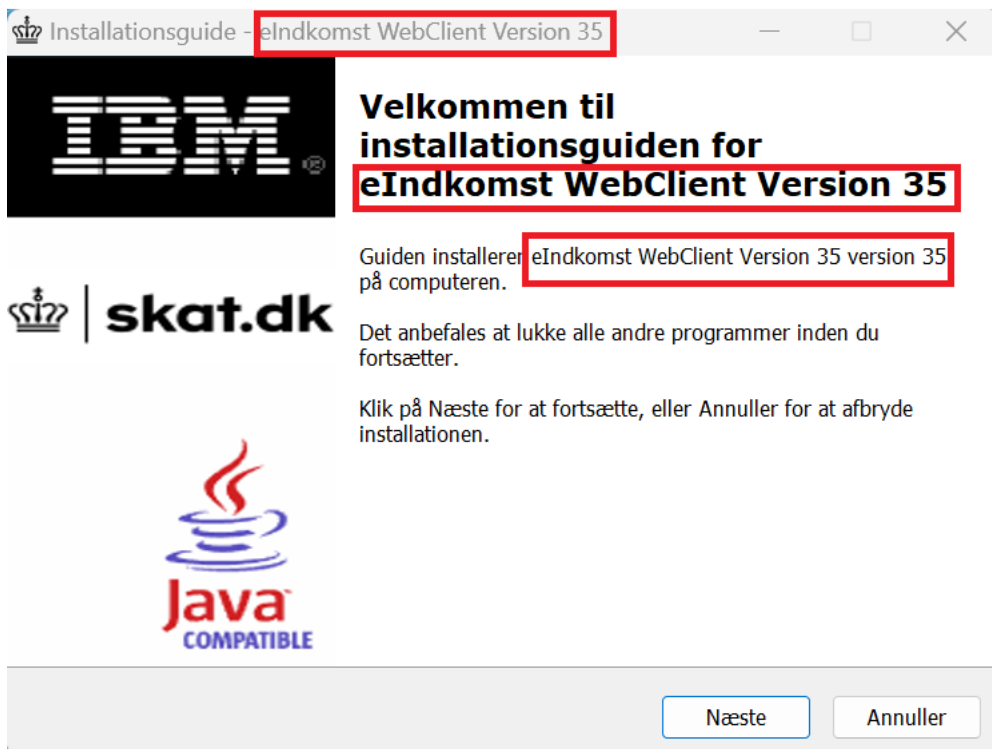 Installationsguide - eIndkomst WebClient Version 35
IBM®
Velkommen til
installationsguiden for
eIndkomst WebClient Version 35
Guiden installerer eIndkomst WebClient Version 35 version 35
på computeren.
skat.dk
Det anbefales at lukke alle andre programmer inden du
fortsætter.
Klik på Næste for at fortsætte, eller Annuller for at afbryde
installationen.
Java
COMPATIBLE
Næste
Annuller